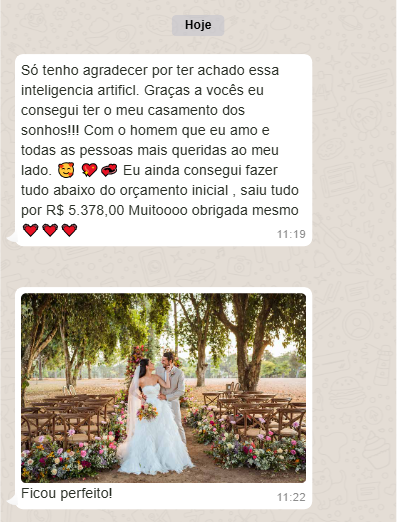 Hoje
Só tenho agradecer por ter achado essa
inteligencia artificl. Graças a vocês eu
consegui ter o meu casamento dos
sonhos!!! Com o homem que eu amo e
todas as pessoas mais queridas ao meu
lado. 🥰 💖💞 Eu ainda consegui fazer
tudo abaixo do orçamento inicial , saiu tudo
por R$ 5.378,00 Muitoooo obrigada mesmo
❤️❤️❤️ 11:19
Ficou perfeito! 11:22